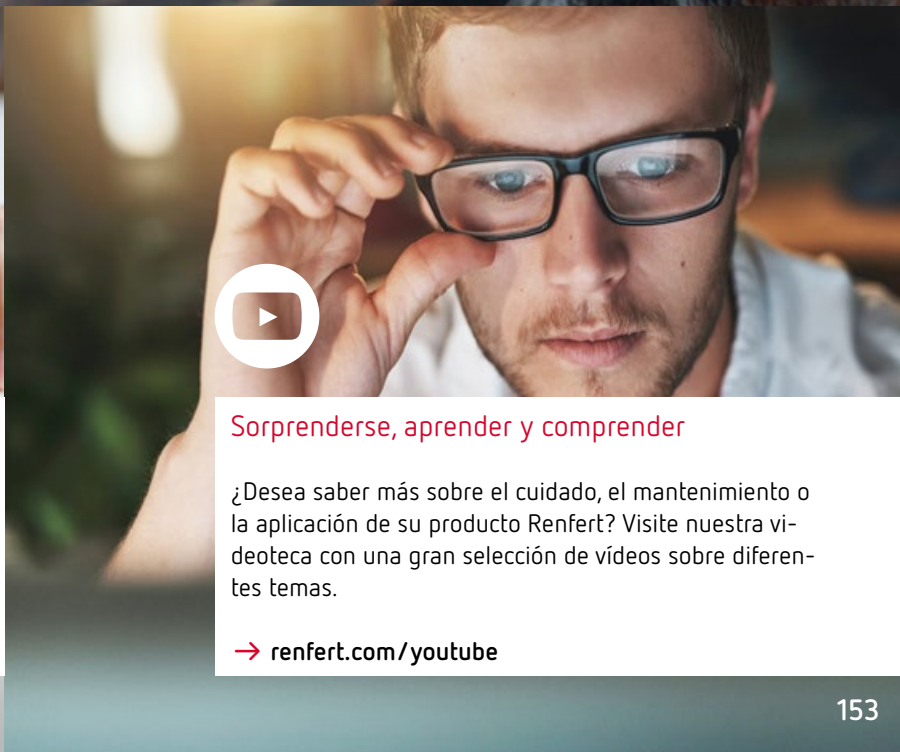 Sorprenderse, aprender y comprender
¿Desea saber más sobre el cuidado, el mantenimiento o
la aplicación de su producto Renfert? Visite nuestra vi-
deoteca con una gran selección de vídeos sobre diferen-
tes temas.
→ renfert.com/youtube
153